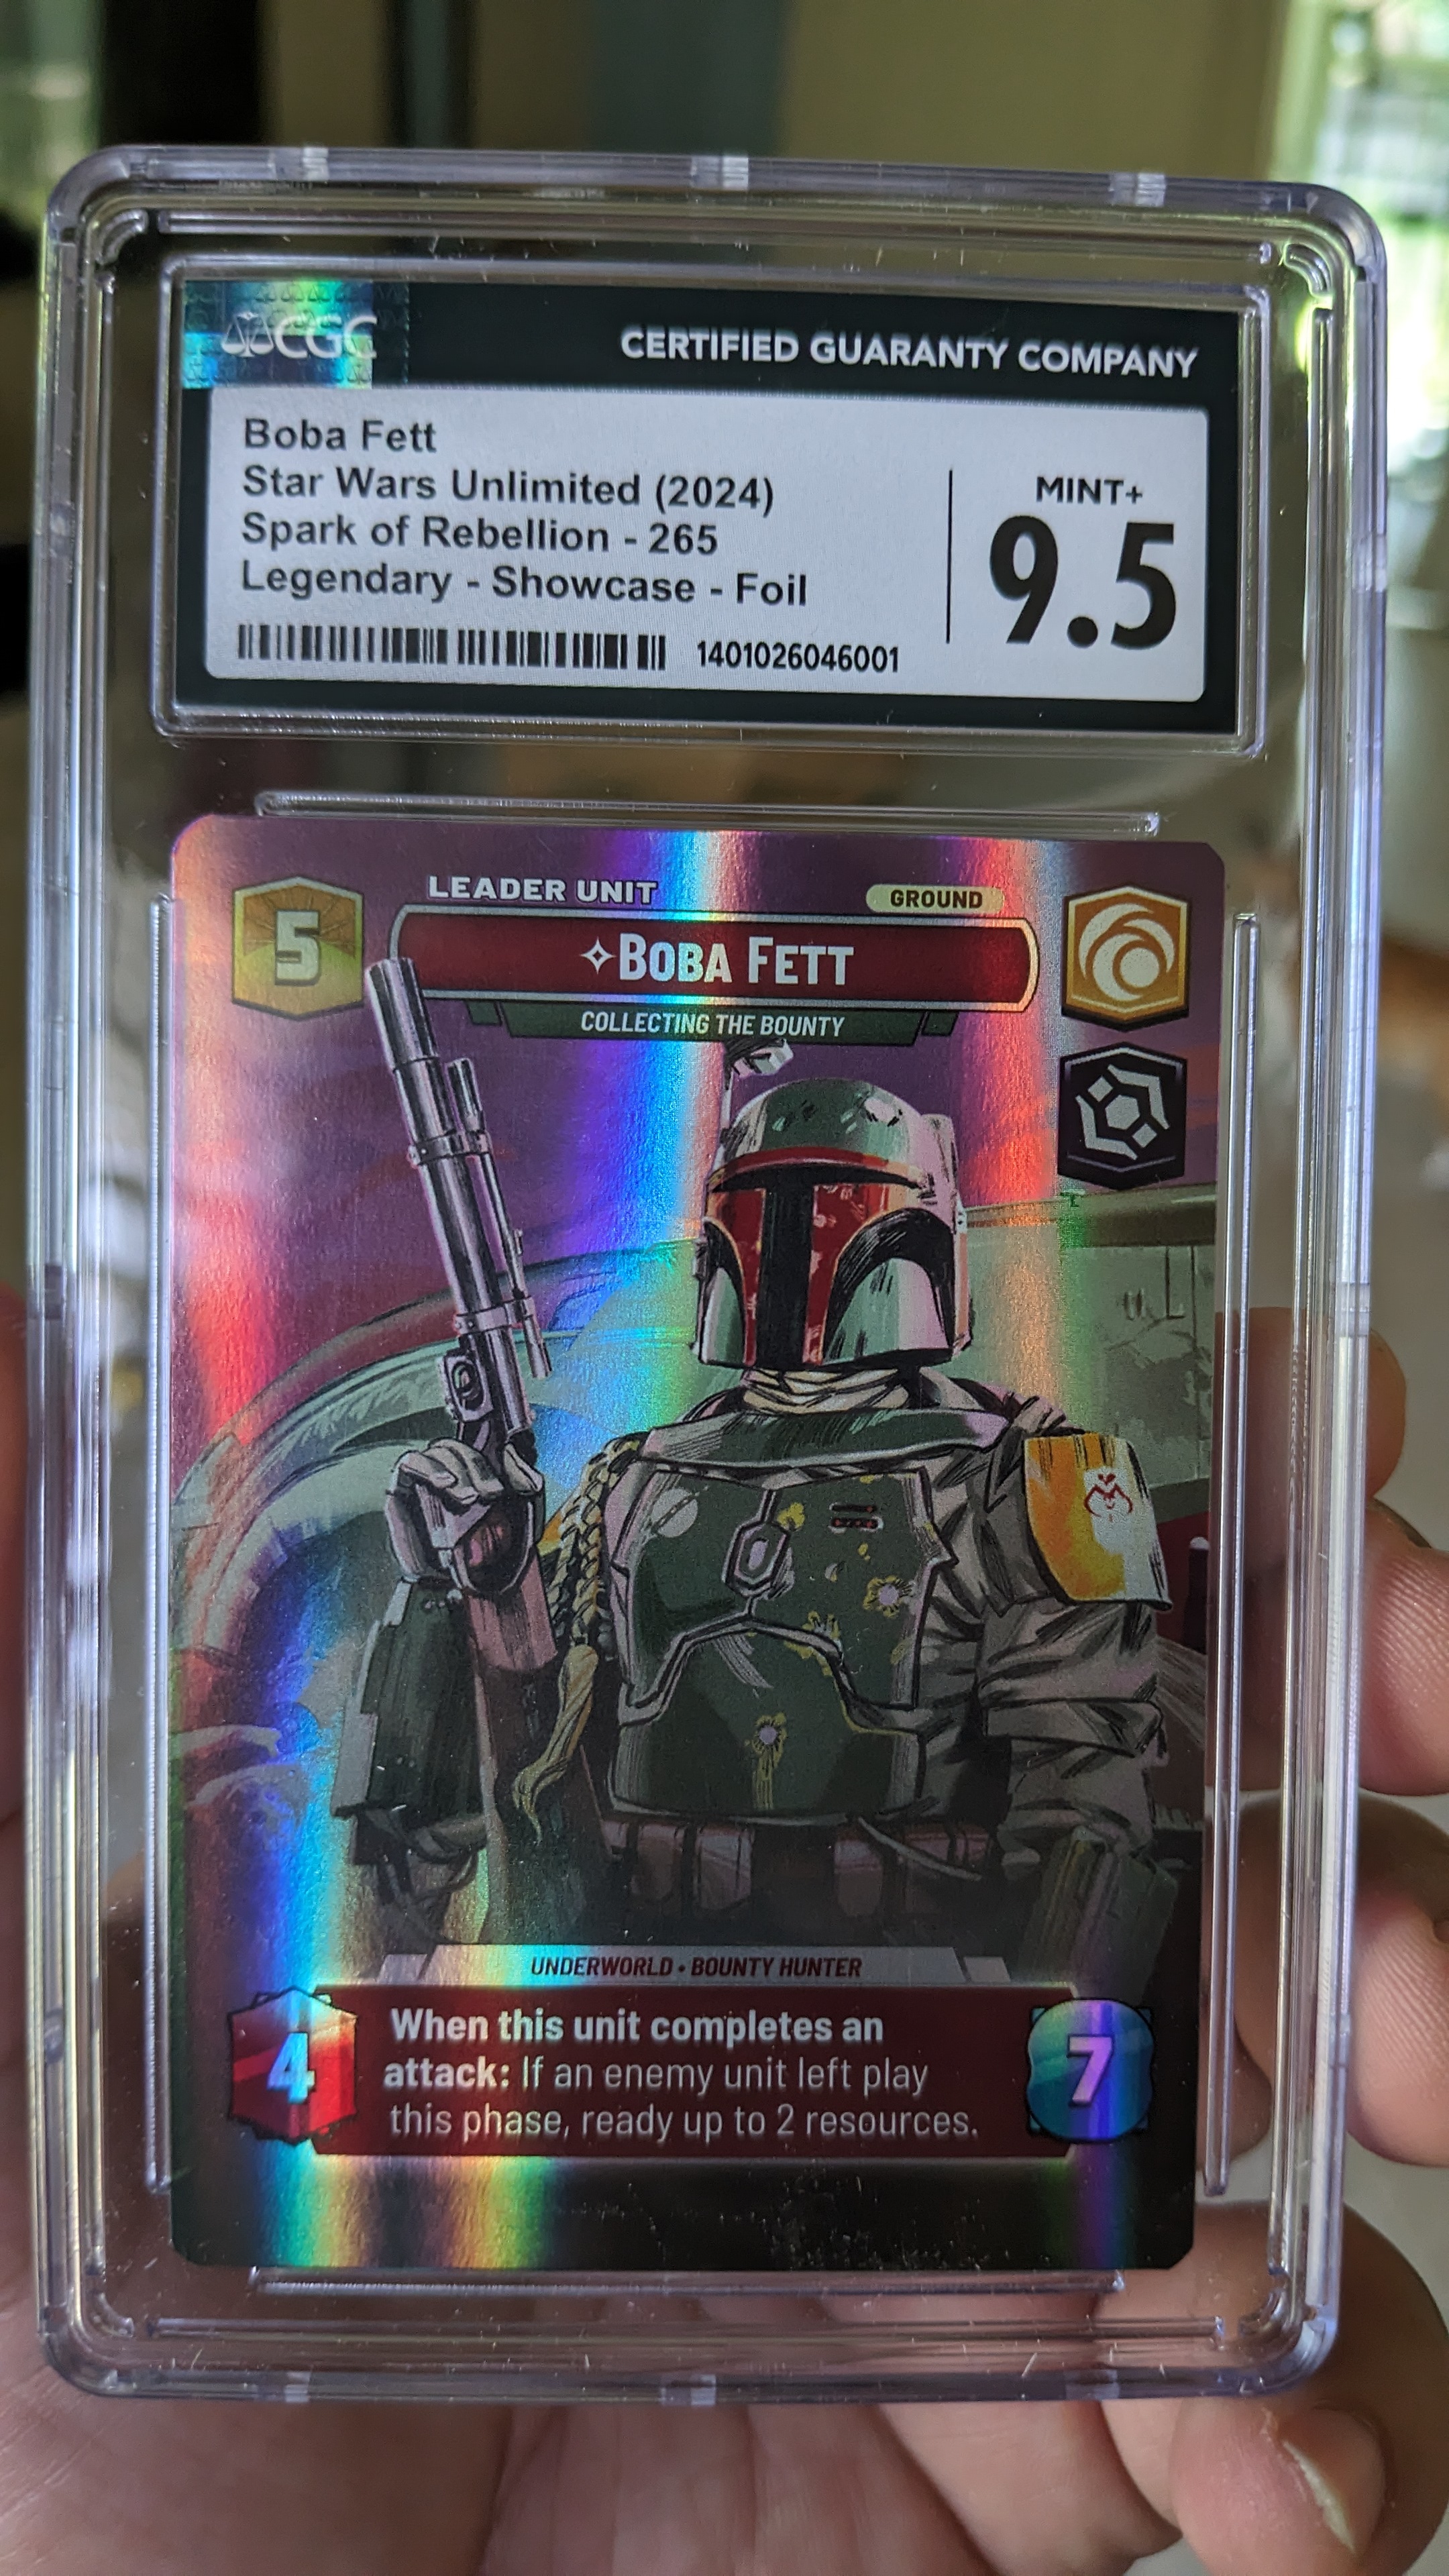 CGC
CERTIFIED GUARANTY COMPANY
Boba Fett
Star Wars Unlimited (2024)
Spark of Rebellion - 265
Legendary - Showcase - Foil
1401026046001
MINT+
9.5
LEADER UNIT
GROUND
5
BOBA FETT
COLLECTING THE BOUNTY
UNDERWORLD • BOUNTY HUNTER
4
When this unit completes an
attack: If an enemy unit left play
this phase, ready up to 2 resources.
7